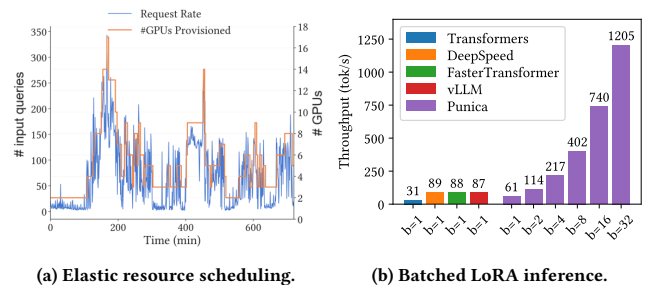 Request Rate
#GPUs Provisioned
# input queries
350
300
250
200
150
100
50
0
18
16
14
12
10
8
6
4
2
0
# GPUs
0 200 400 600
Time (min)
(a) Elastic resource scheduling.
Throughput (tok/s)
1250
1000
750
500
250
0
Transformers
DeepSpeed
FasterTransformer
vLLM
Punica
31 89 88 87 61 114 217 402 740 1205
b=1 b=1 b=1 b=1 b=1 b=2 b=4 b=8 b=16 b=32
(b) Batched LoRA inference.